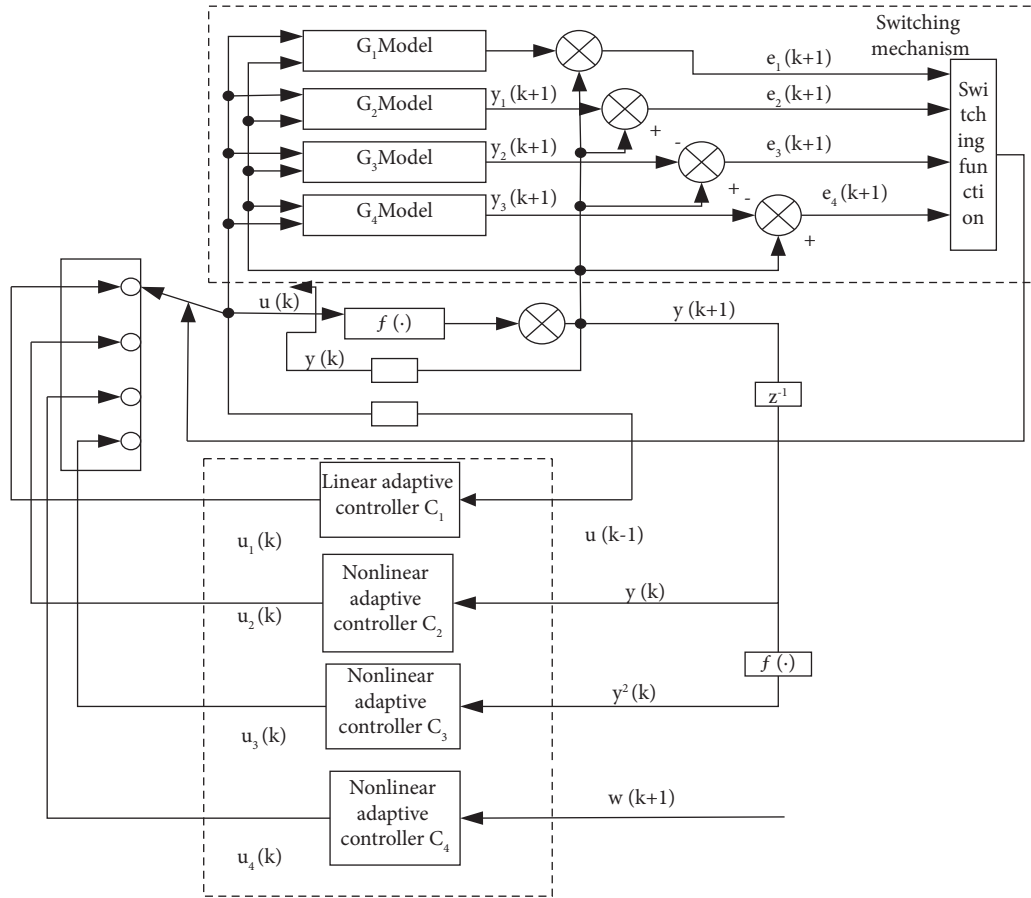 Switching
mechanism
G₁Model
e₁(k+1)
G₂Model
y₁(k+1)
+
e₂(k+1)
G₃Model
y₂(k+1)
-
+
e₃(k+1)
G₄Model
y₃(k+1)
-
+
e₄(k+1)
Swi
tch
ing
fun
cti
on
u(k)
f(·)
y(k+1)
y(k)
z⁻¹
Linear adaptive
controller C₁
u₁(k)
u(k-1)
Nonlinear
adaptive
controller C₂
u₂(k)
y(k)
f(·)
Nonlinear
adaptive
controller C₃
u₃(k)
y²(k)
Nonlinear
adaptive
controller C₄
u₄(k)
w(k+1)